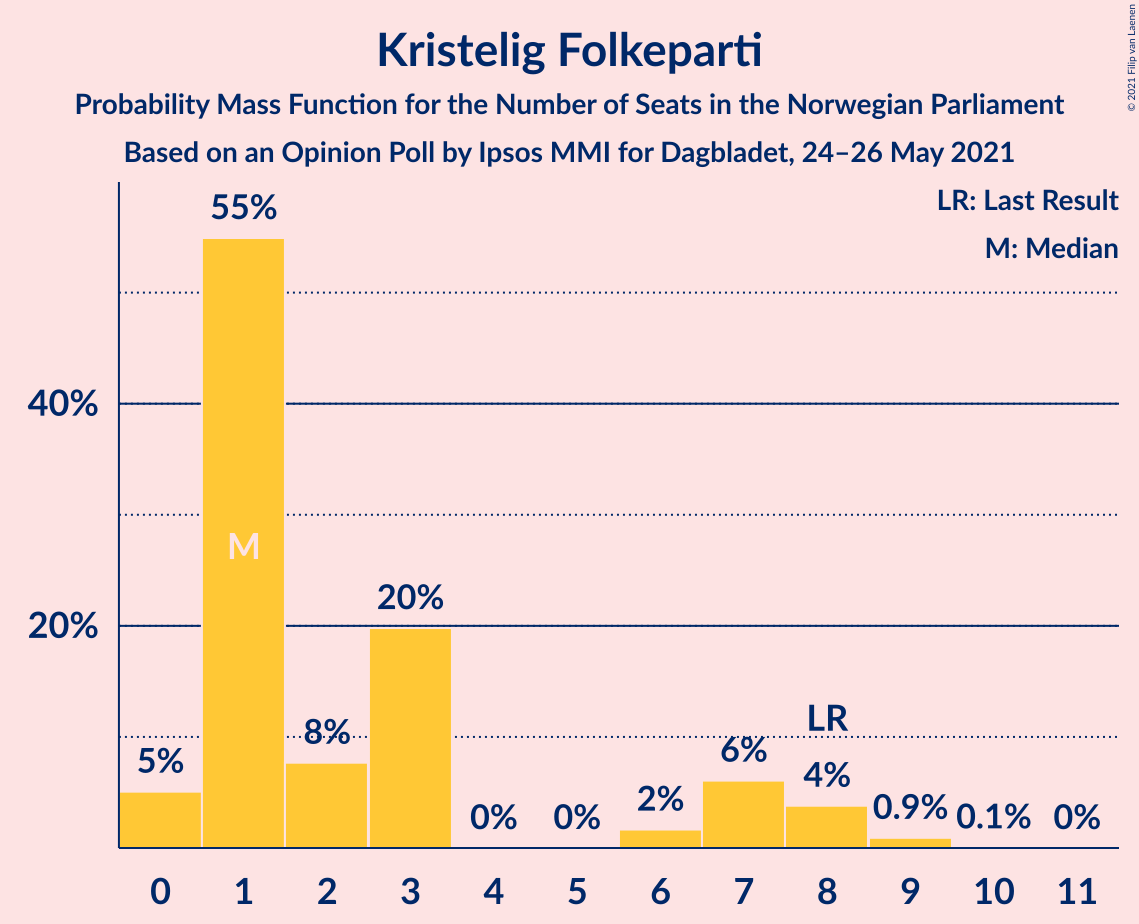 Kristelig Folkeparti
Probability Mass Function for the Number of Seats in the Norwegian Parliament
Based on an Opinion Poll by Ipsos MMI for Dagbladet, 24–26 May 2021
© 2021 Filip van Laenen
LR: Last Result
M: Median
55%
40%
M
20%
20%
LR
8%
6%
5%
4%
2%
0.9%
0%
0%
0.1%
0%
0 1 2 3 4 5 6 7 8 9 10 11